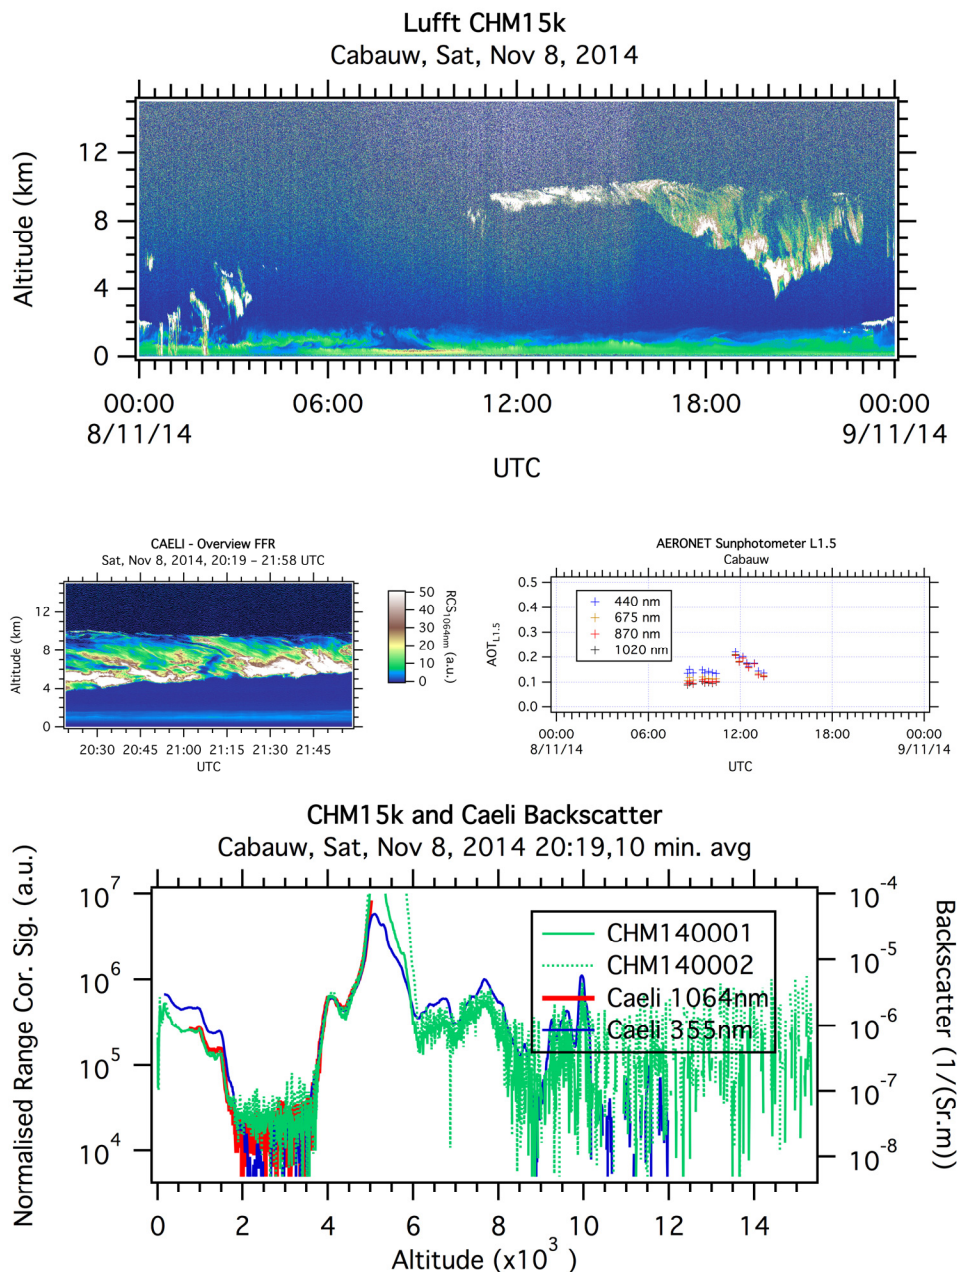 Lufft CHM15k
Cabauw, Sat, Nov 8, 2014
Altitude (km)
12
8
4
0
00:00 06:00 12:00 18:00 00:00
8/11/14 9/11/14
UTC
CAELI - Overview FFR
Sat, Nov 8, 2014, 20:19 – 21:58 UTC
Altitude (km)
12
8
4
0
20:30 20:45 21:00 21:15 21:30 21:45
UTC
50
40
30
20
10
0
RCS1064nm (a.u.)
AERONET Sunphotometer L1.5
Cabauw
AOTL1.5
0.5
0.4
0.3
0.2
0.1
0.0
440 nm
675 nm
870 nm
1020 nm
00:00 06:00 12:00 18:00 00:00
8/11/14 9/11/14
UTC
CHM15k and Caeli Backscatter
Cabauw, Sat, Nov 8, 2014 20:19,10 min. avg
Normalised Range Cor. Sig. (a.u.)
10^7
10^6
10^5
10^4
CHM140001
CHM140002
Caeli 1064nm
Caeli 355nm
10^-4
10^-5
10^-6
10^-7
10^-8
Backscatter (1/(Sr.m))
0 2 4 6 8 10 12 14
Altitude (x10^3 )